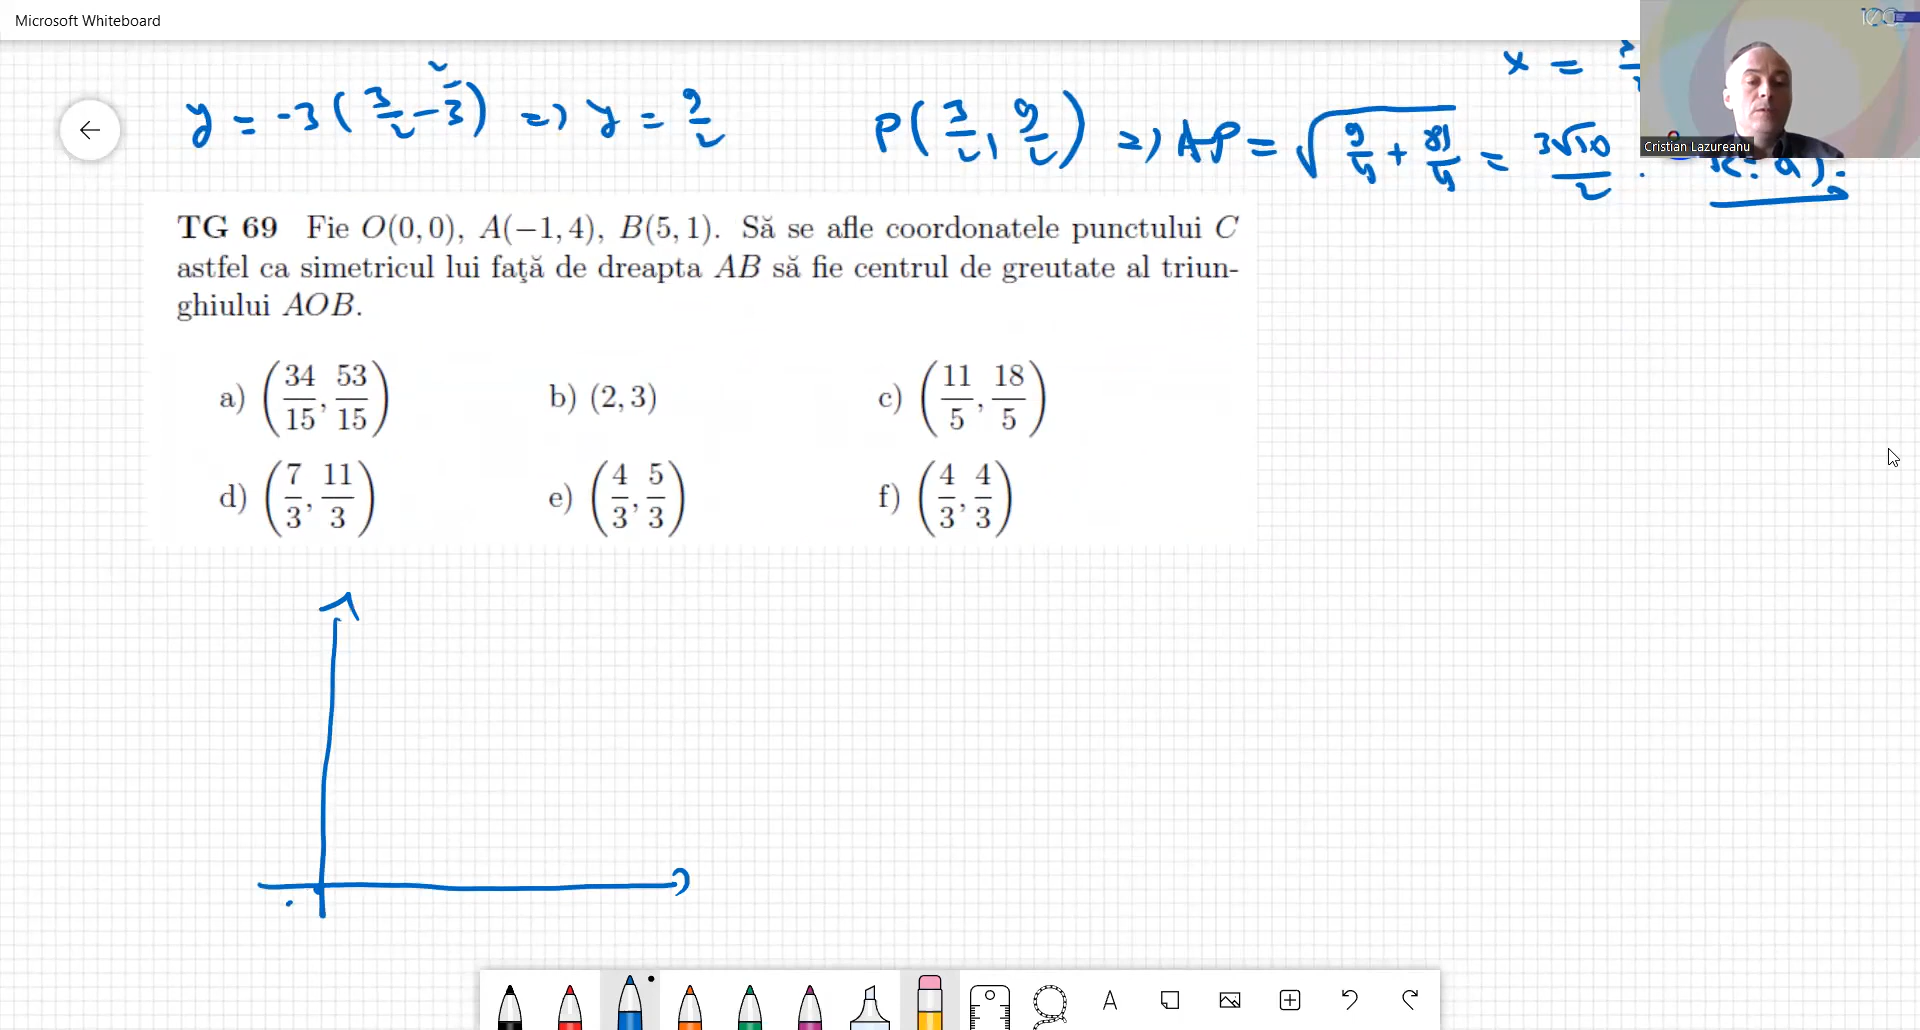 Microsoft Whiteboard
x =
y = -3(3/2 - 3) => y = 9/2
P(3/2, 9/2) => AP = √(9/4 + 81/4) = 3√10/2 .
Cristian Lazureanu
TG 69 Fie O(0, 0), A(−1, 4), B(5, 1). Să se afle coordonatele punctului C
astfel ca simetricul lui faţă de dreapta AB să fie centrul de greutate al triun-
ghiului AOB.
a) (34/15, 53/15) b) (2, 3) c) (11/5, 18/5)
d) (7/3, 11/3) e) (4/3, 5/3) f) (4/3, 4/3)